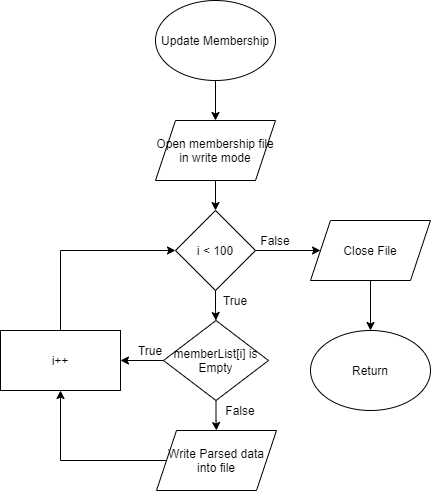 Update Membership
Open membership file
in write mode
i < 100
False
Close File
True
memberList[i] is
Empty
True
i++
Return
False
Write Parsed data
into file